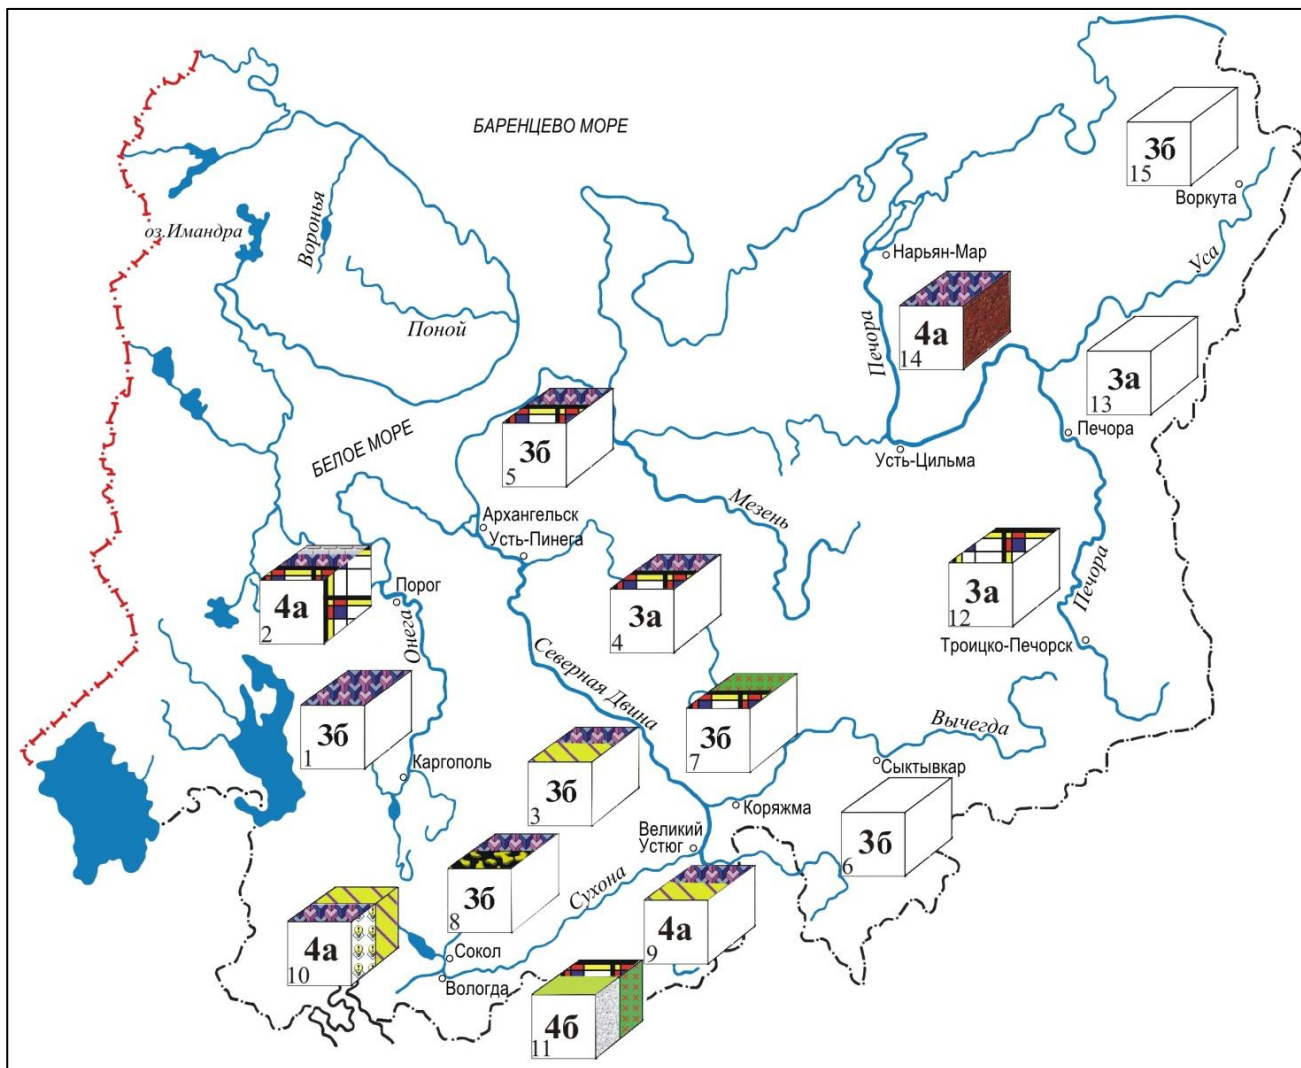 БАРЕНЦЕВО МОРЕ
3б
15
Воркута
оз.Имандра
Воронья
Нарьян-Мар
Уса
Поной
Печора
4а
14
3а
13
Печора
БЕЛОЕ МОРЕ
3б
5
Усть-Цильма
Мезень
Архангельск
Усть-Пинега
4а
2
Порог
Онега
3а
4
3а
12
Печора
Троицко-Печорск
Северная Двина
3б
1
Каргополь
3б
7
Вычегда
Сыктывкар
3б
3
Коряжма
Великий
Устюг
3б
6
3б
8
Сухона
4а
9
4а
10
Сокол
Вологда
4б
11